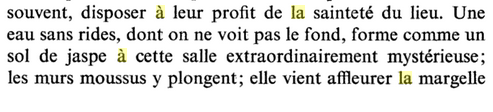 souvent, disposer à leur profit de la sainteté du lieu. Une
eau sans rides, dont on ne voit pas le fond, forme comme un
sol de jaspe à cette salle extraordinairement mystérieuse;
les murs moussus y plongent; elle vient affleurer la margelle